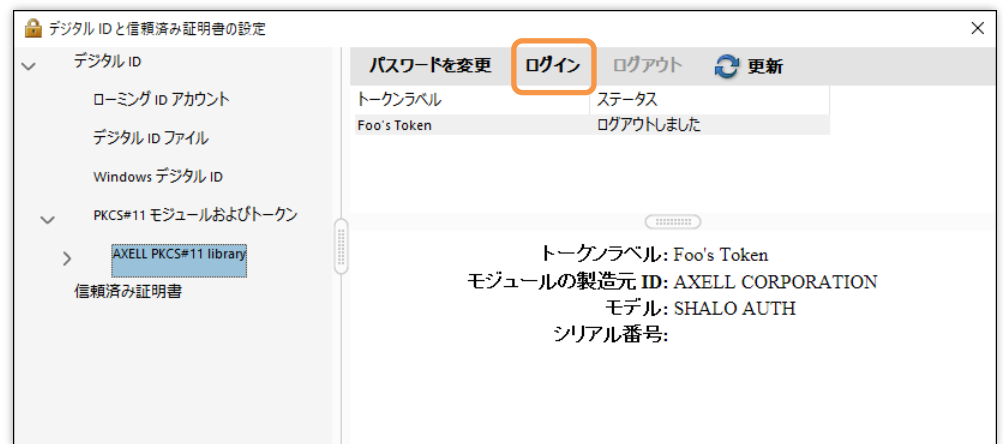 デジタル ID と信頼済み証明書の設定
デジタル ID
ローミング ID アカウント
デジタル ID ファイル
Windows デジタル ID
PKCS#11 モジュールおよびトークン
AXELL PKCS#11 library
信頼済み証明書
パスワードを変更 ログイン ログアウト 更新
トークンラベル ステータス
Foo's Token ログアウトしました
トークンラベル: Foo's Token
モジュールの製造元 ID: AXELL CORPORATION
モデル: SHALO AUTH
シリアル番号: